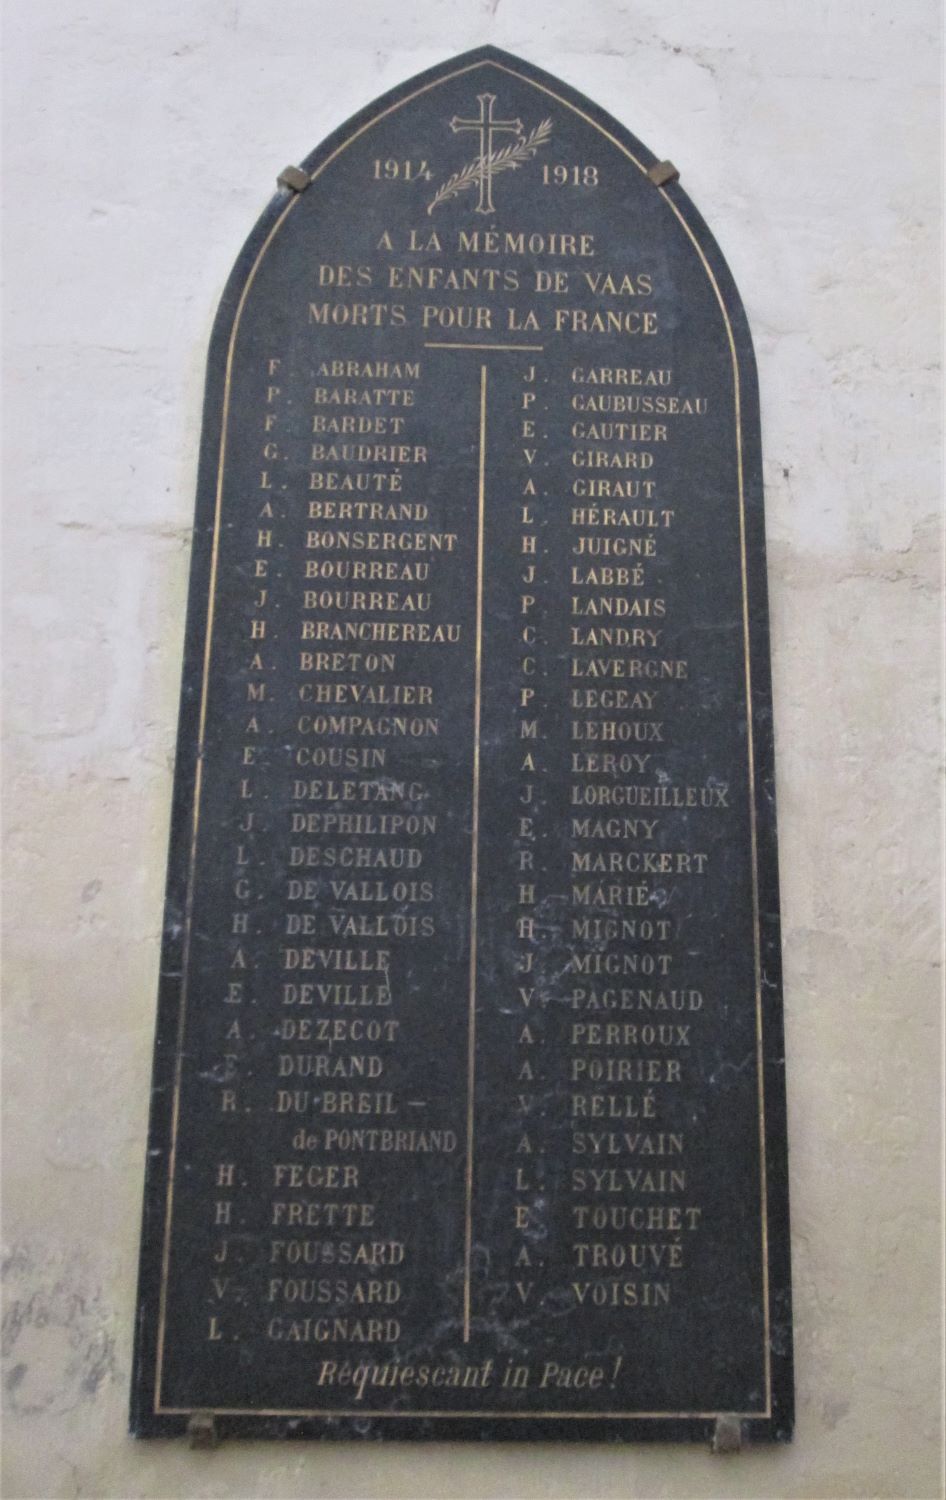 1914 1918
A LA MÉMOIRE
DES ENFANTS DE VAAS
MORTS POUR LA FRANCE
F. ABRAHAM
P. BARATTE
F. BARDET
G. BAUDRIER
L. BEAUTÉ
A. BERTRAND
H. BONSERGENT
E. BOURREAU
J. BOURREAU
H. BRANCHEREAU
A. BRETON
M. CHEVALIER
A. COMPAGNON
E. COUSIN
L. DELETANG
J. DEPHILIPON
L. DESCHAUD
G. DE VALLOIS
H. DE VALLOIS
A. DEVILLE
E. DEVILLE
A. DEZECOT
E. DURAND
R. DU BREIL –
de PONTBRIAND
H. FEGER
H. FRETTE
J. FOUSSARD
V. FOUSSARD
L. GAIGNARD
J. GARREAU
P. GAUBUSSEAU
E. GAUTIER
V. GIRARD
A. GIRAUT
L. HÉRAULT
H. JUIGNÉ
J. LABBÉ
P. LANDAIS
C. LANDRY
C. LAVERGNE
P. LEGEAY
M. LEHOUX
A. LEROY
J. LORGUEILLEUX
E. MAGNY
R. MARCKERT
H. MARIÉ
H. MIGNOT
J. MIGNOT
V. PAGENAUD
A. PERROUX
A. POIRIER
V. RELLÉ
A. SYLVAIN
L. SYLVAIN
E. TOUCHET
A. TROUVÉ
V. VOISIN
Requiescant in Pace !